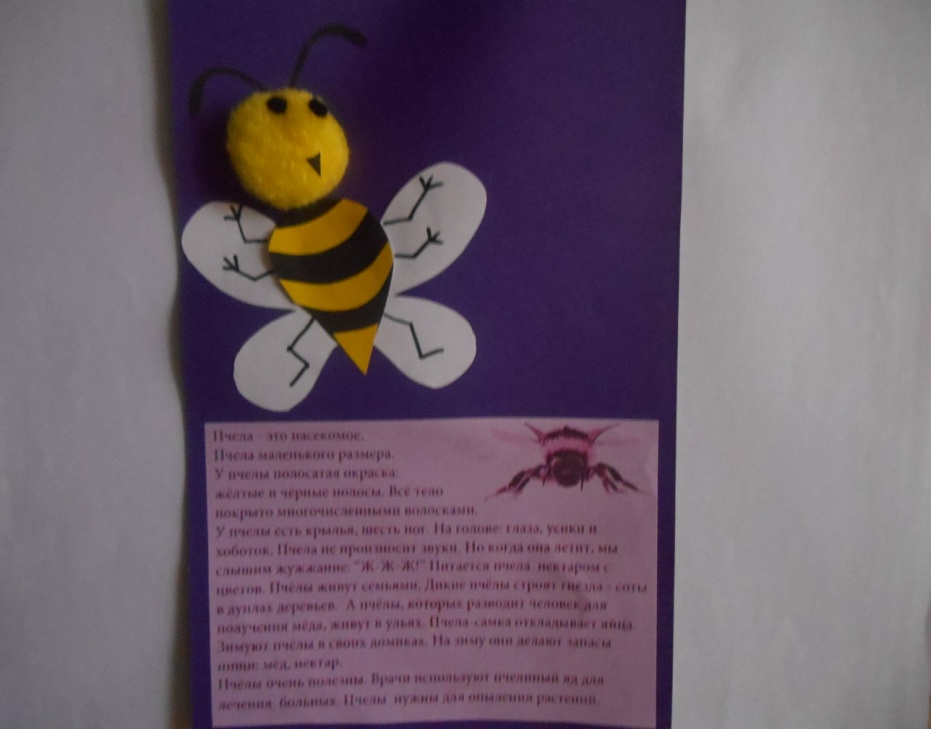 Пчела - это насекомое.
Пчела маленького размера.
У пчелы полосатая окраска:
жёлтые и чёрные полосы. Всё тело
покрыто многочисленными волосками.
У пчелы есть крылья, шесть ног. На голове: глаза, усики и
хоботок. Пчела не произносит звуки. Но когда она летит, мы
слышим жужжание: "Ж-Ж-Ж!" Питается пчела нектаром с
цветов. Пчёлы живут семьями. Дикие пчёлы строят гнёзда - соты
в дуплах деревьев. А пчёлы, которых разводит человек для
получения мёда, живут в ульях. Пчела-самка откладывает яйца.
Зимуют пчёлы в своих домиках. На зиму они делают запасы
пищи: мёд, нектар.
Пчёлы очень полезны. Врачи используют пчелиный яд для
лечения. больных. Пчелы нужны для опыления растений.